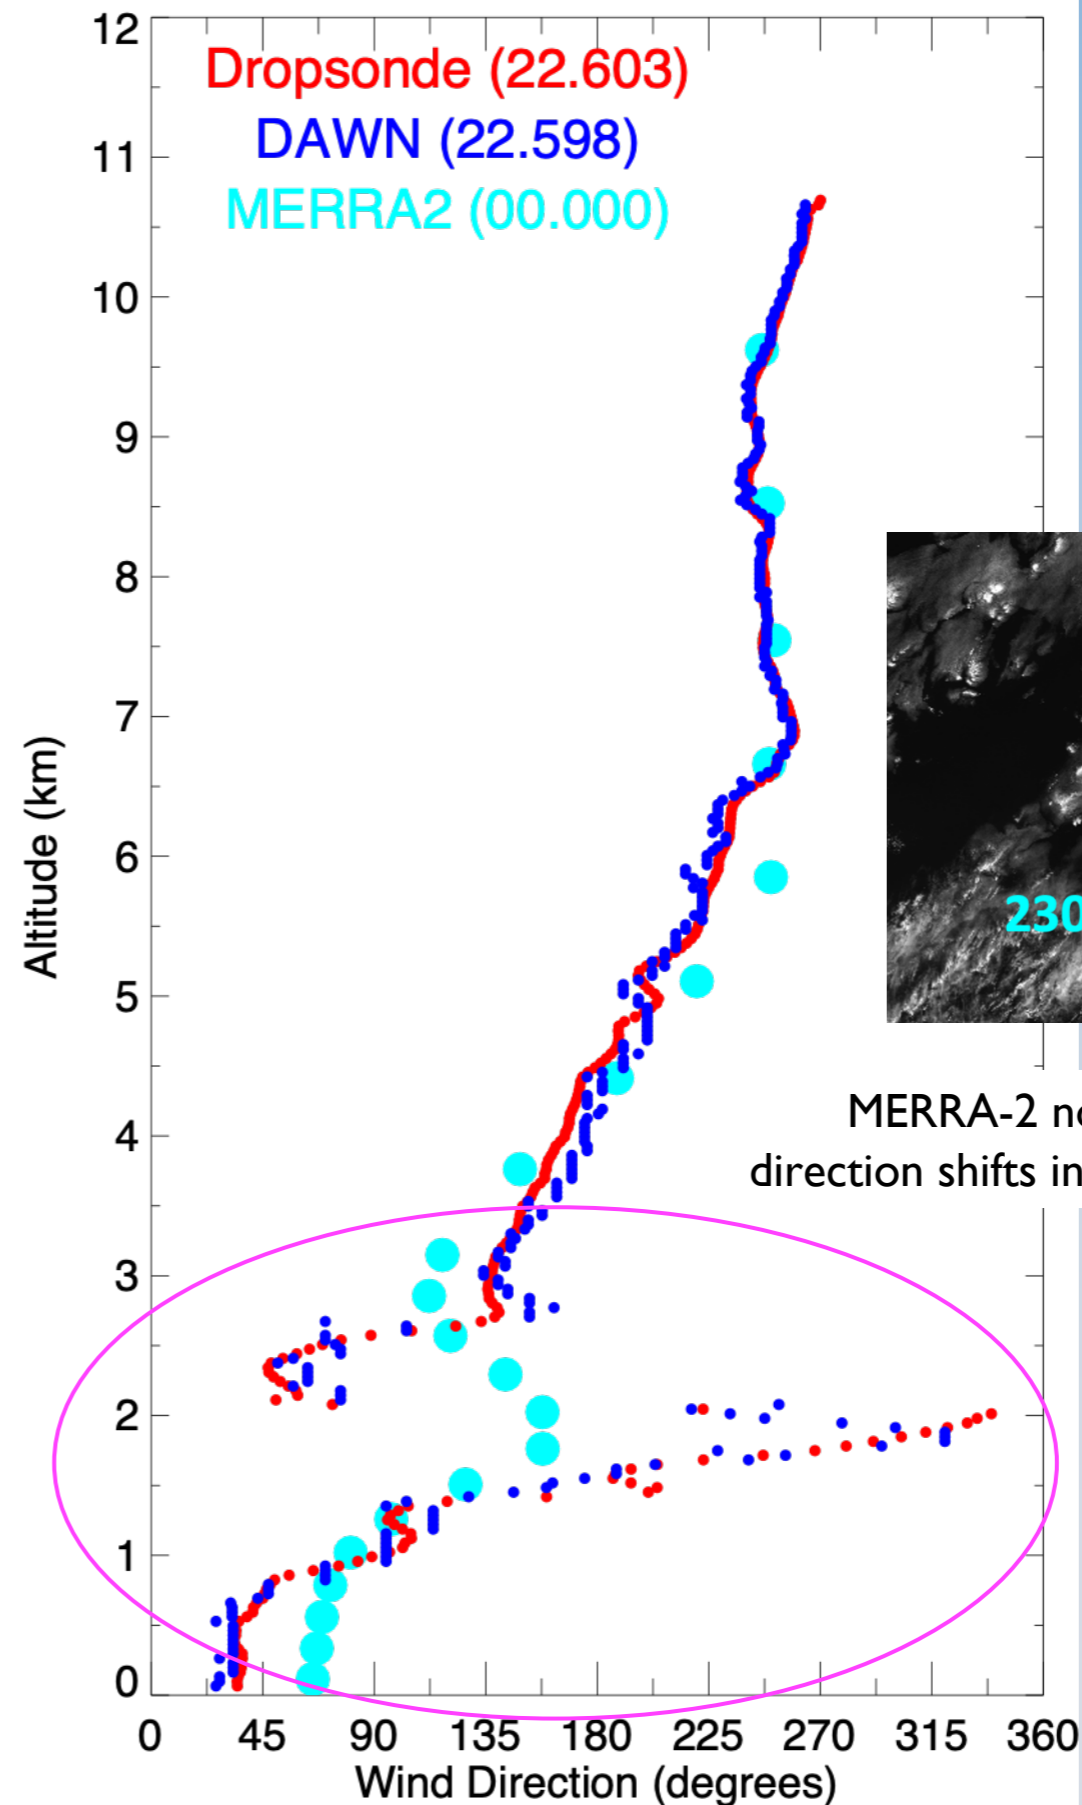 12
Dropsonde (22.603)
DAWN (22.598)
11
MERRA2 (00.000)
10
9
8
7
6
230
5
MERRA-2
4
direction shifts in
3
2
1
0
0 45 90 135 180 225 270 315 360
Wind Direction (degrees)
Altitude (km)